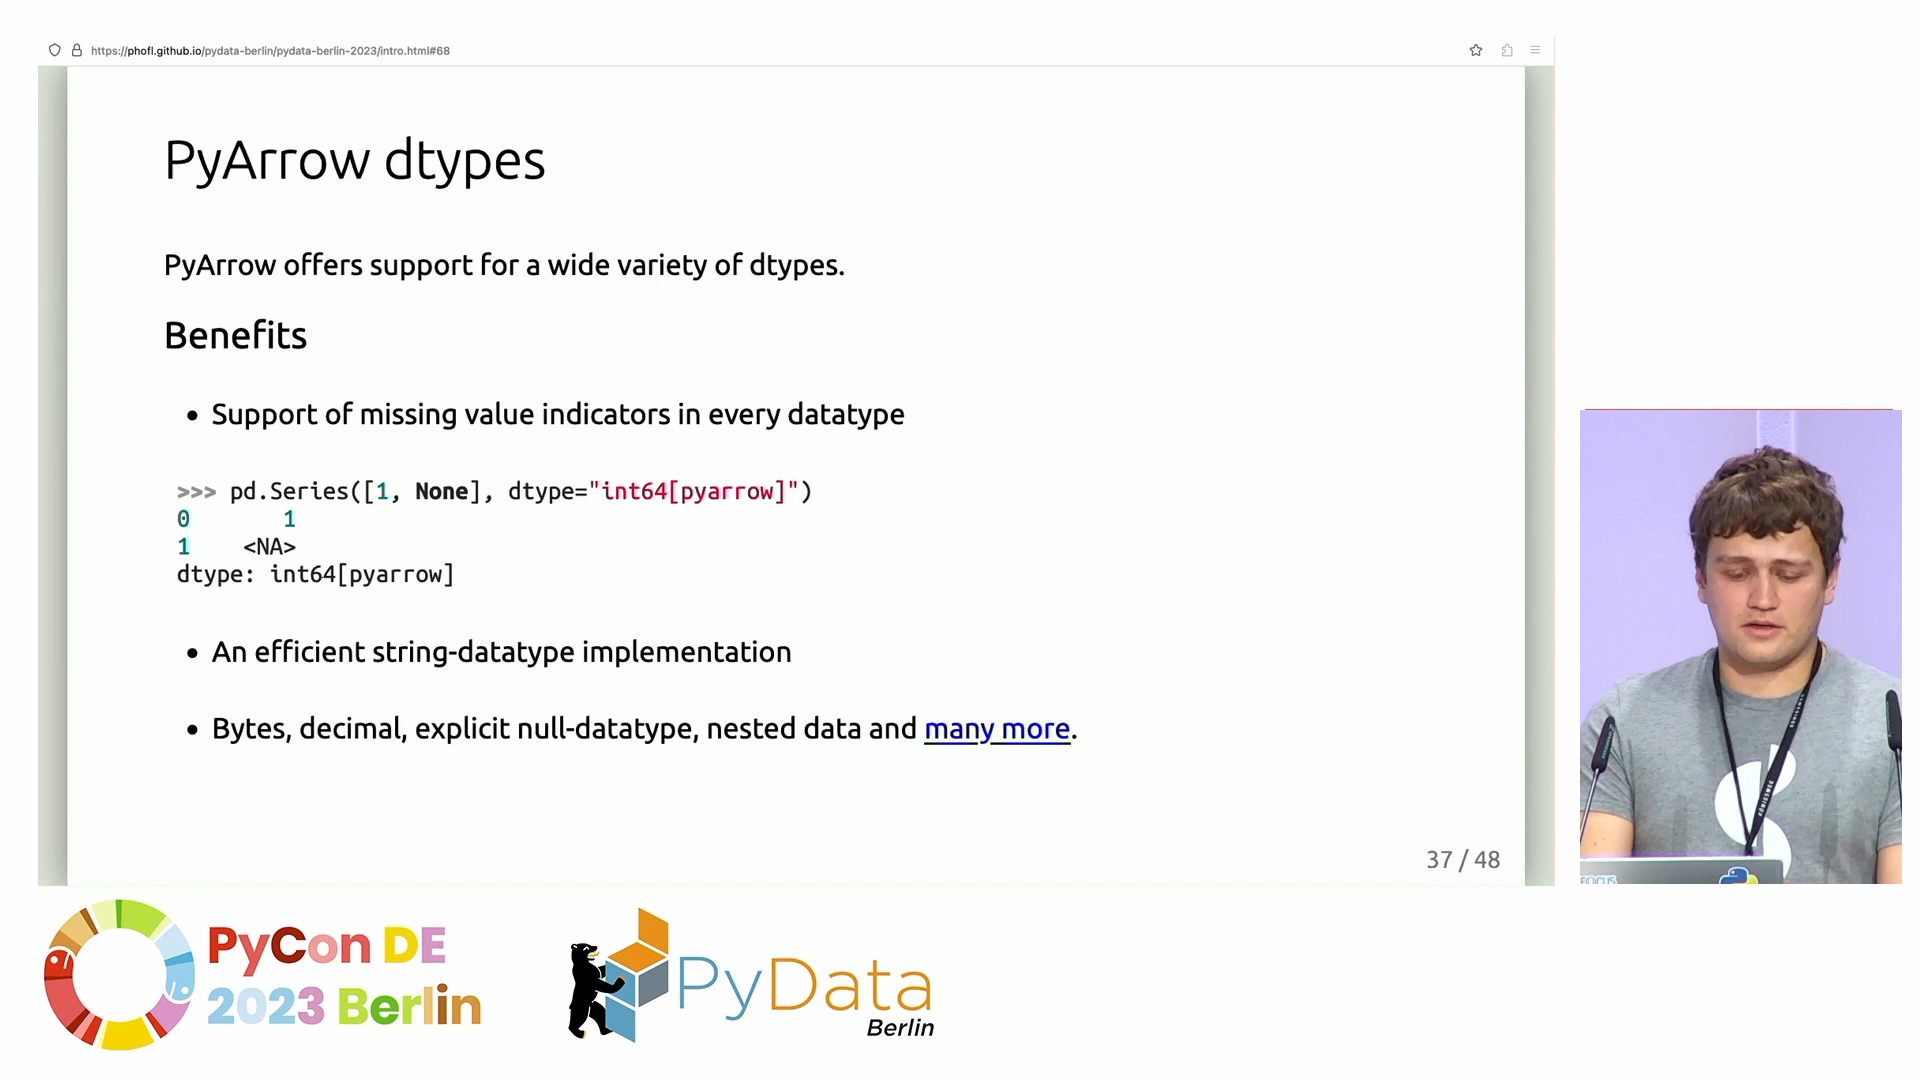 https://phofl.github.io/pydata-berlin/pydata-berlin-2023/intro.html#68
PyArrow dtypes
PyArrow offers support for a wide variety of dtypes.
Benefits
• Support of missing value indicators in every datatype
>>> pd.Series([1, None], dtype="int64[pyarrow]")
0 1
1 <NA>
dtype: int64[pyarrow]
• An efficient string-datatype implementation
• Bytes, decimal, explicit null-datatype, nested data and many more.
37 / 48
FOCUS
PyCon DE
2023 Berlin
PyData
Berlin